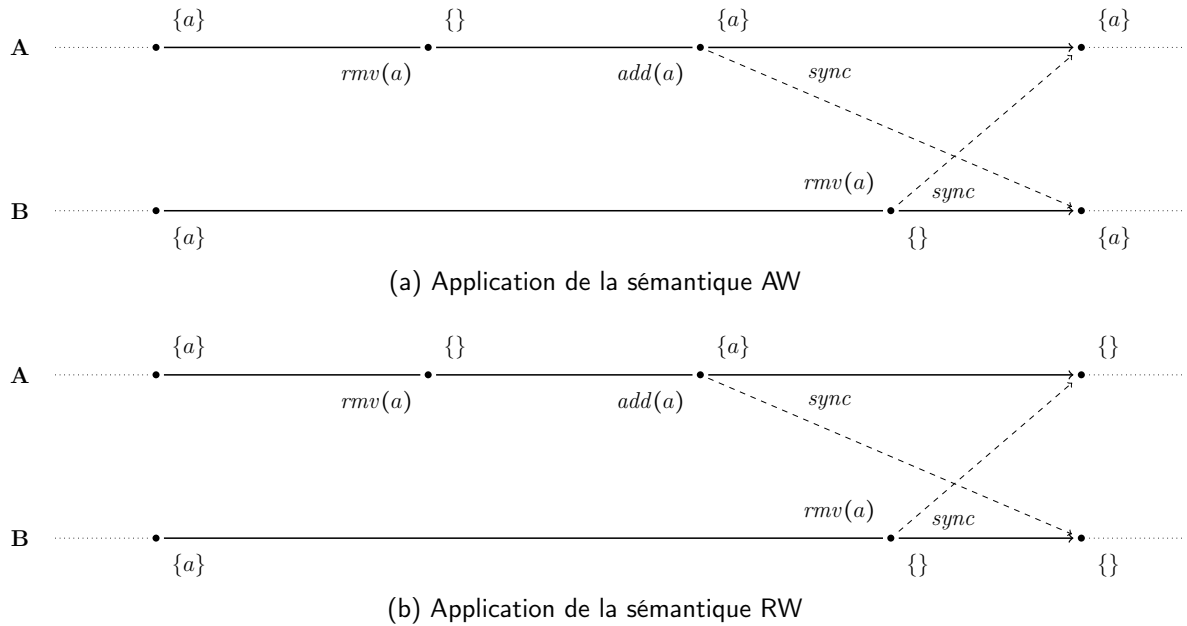 {a} {} {a} {a}
A
rmv(a) add(a) sync
rmv(a)
B sync
{a} {} {a}
(a) Application de la sémantique AW
{a} {} {a} {}
A
rmv(a) add(a) sync
rmv(a)
B sync
{a} {} {}
(b) Application de la sémantique RW